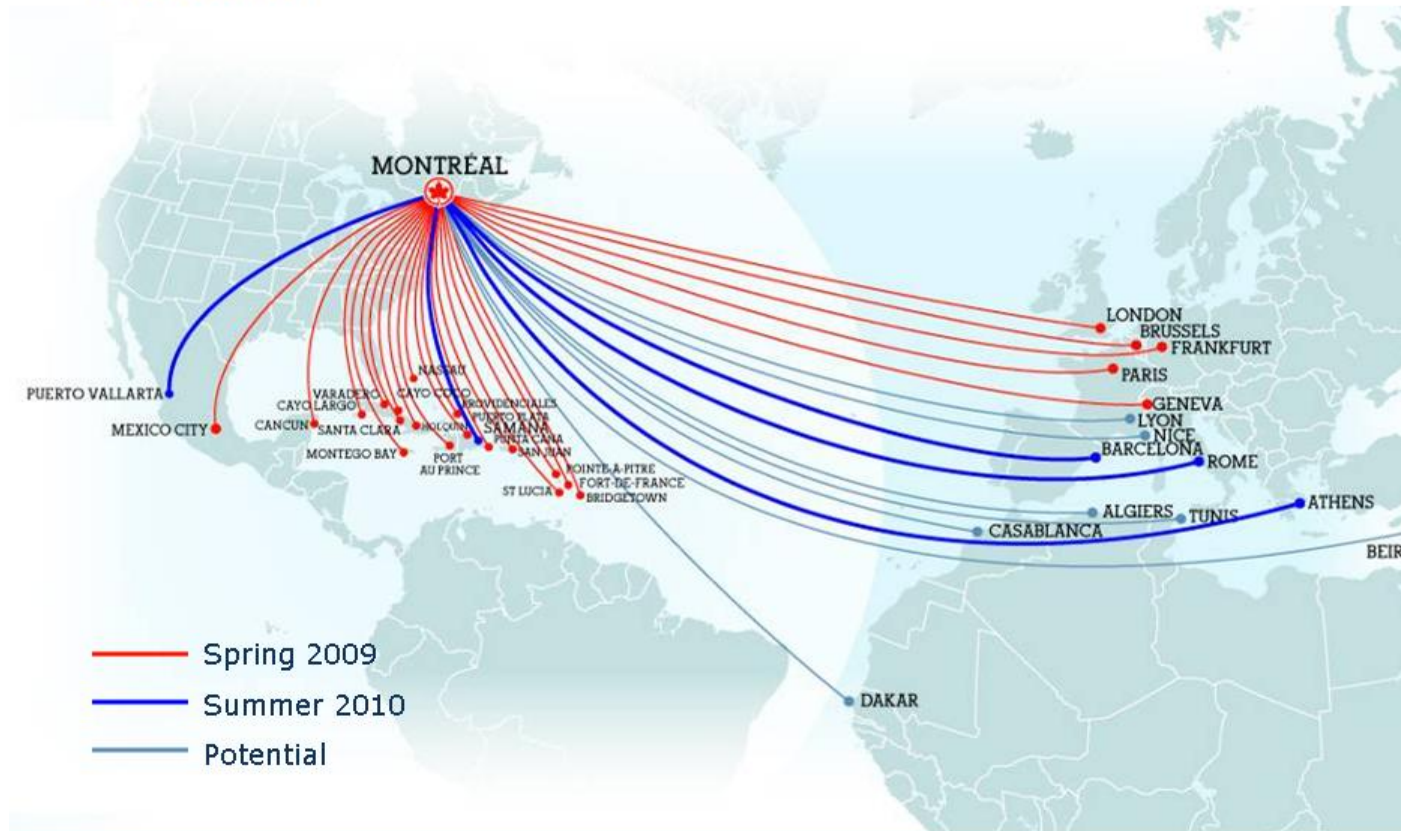 MONTRÉAL
LONDON
BRUSSELS
FRANKFURT
PARIS
GENEVA
LYON
NICE
BARCELONA
ROME
ALGIERS
TUNIS
ATHENS
CASABLANCA
BEIR
DAKAR
PUERTO VALLARTA
MEXICO CITY
CANCUN
NASSAU
VARADERO
CAYO COCO
CAYO LARGO
PROVIDENCIALES
SANTA CLARA
HOLQUIN
PUERTO PLATA
SAMANA
PUNTA CANA
MONTEGO BAY
PORT
AU PRINCE
SAN JUAN
POINTE-À-PITRE
FORT-DE-FRANCE
ST LUCIA
BRIDGETOWN
Spring 2009
Summer 2010
Potential